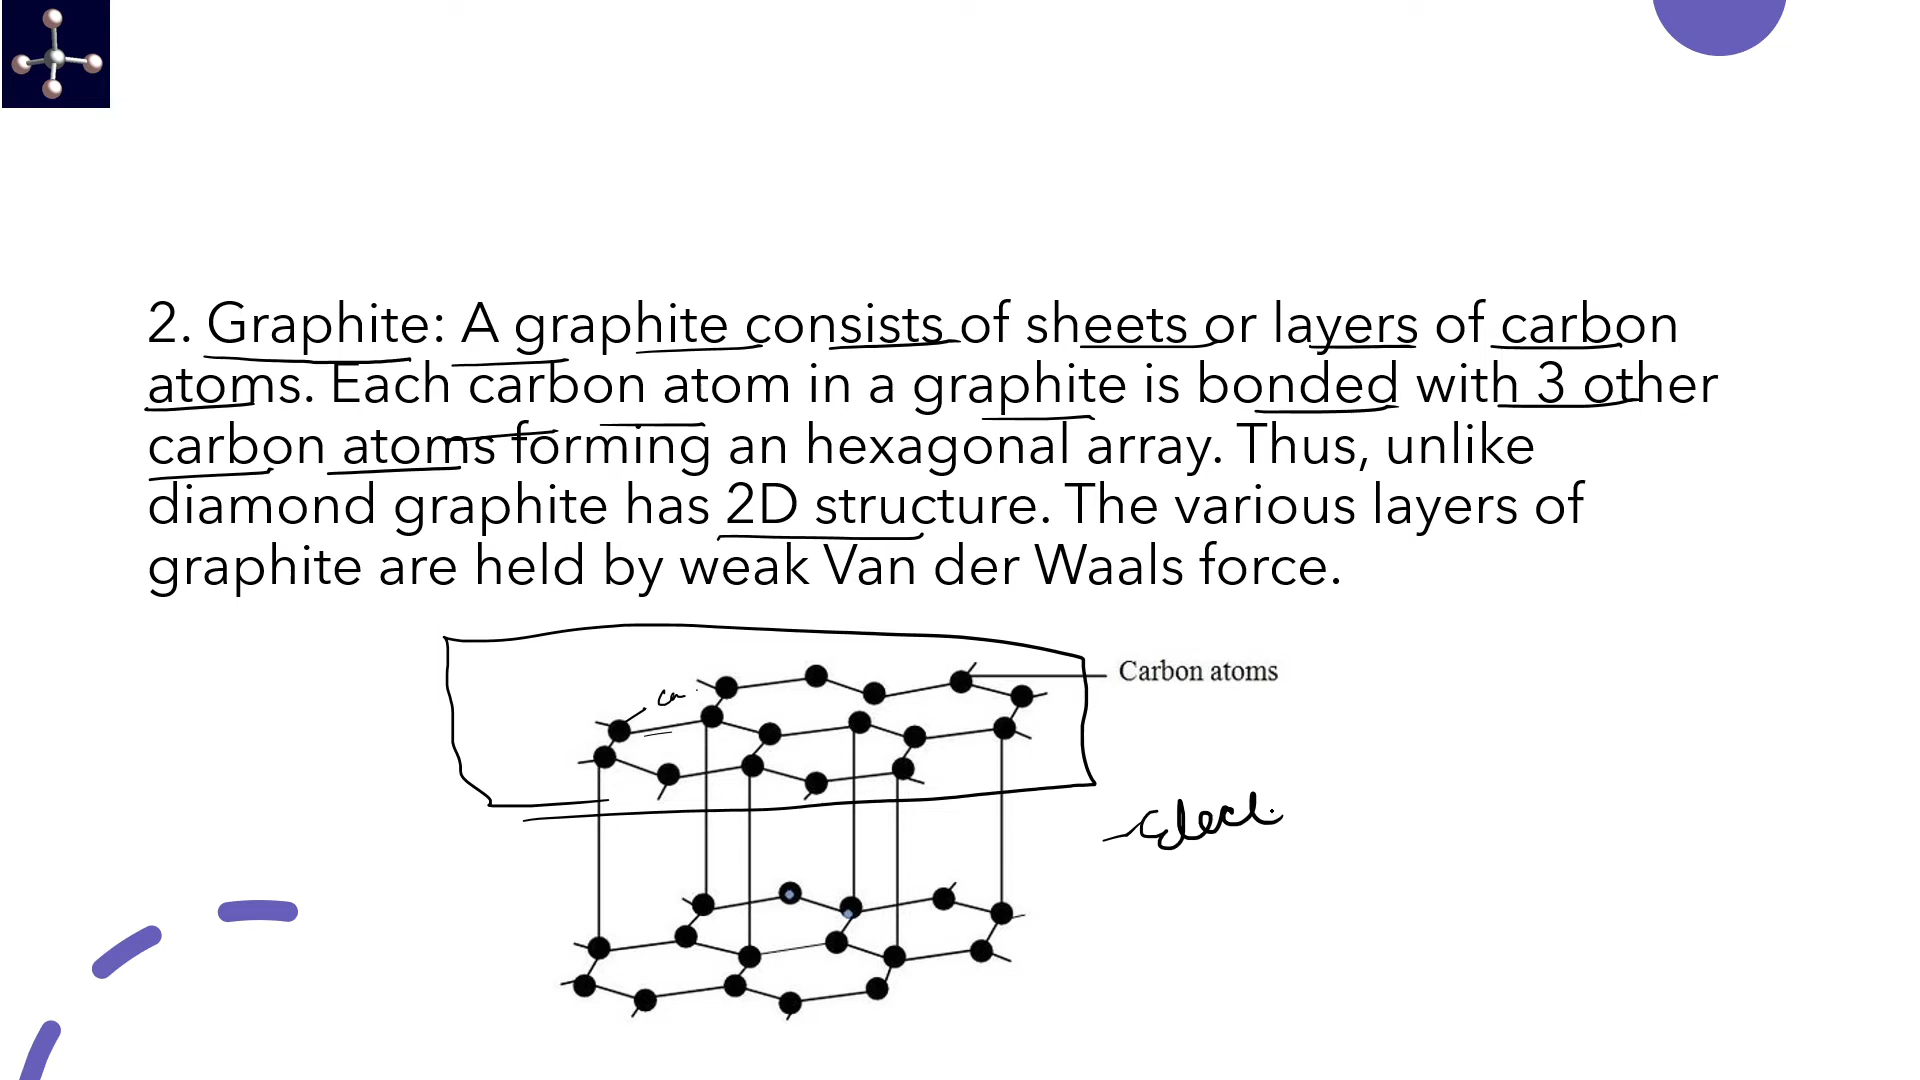 2. Graphite: A graphite consists of sheets or layers of carbon
atoms. Each carbon atom in a graphite is bonded with 3 other
carbon atoms forming an hexagonal array. Thus, unlike
diamond graphite has 2D structure. The various layers of
graphite are held by weak Van der Waals force.
Carbon atoms